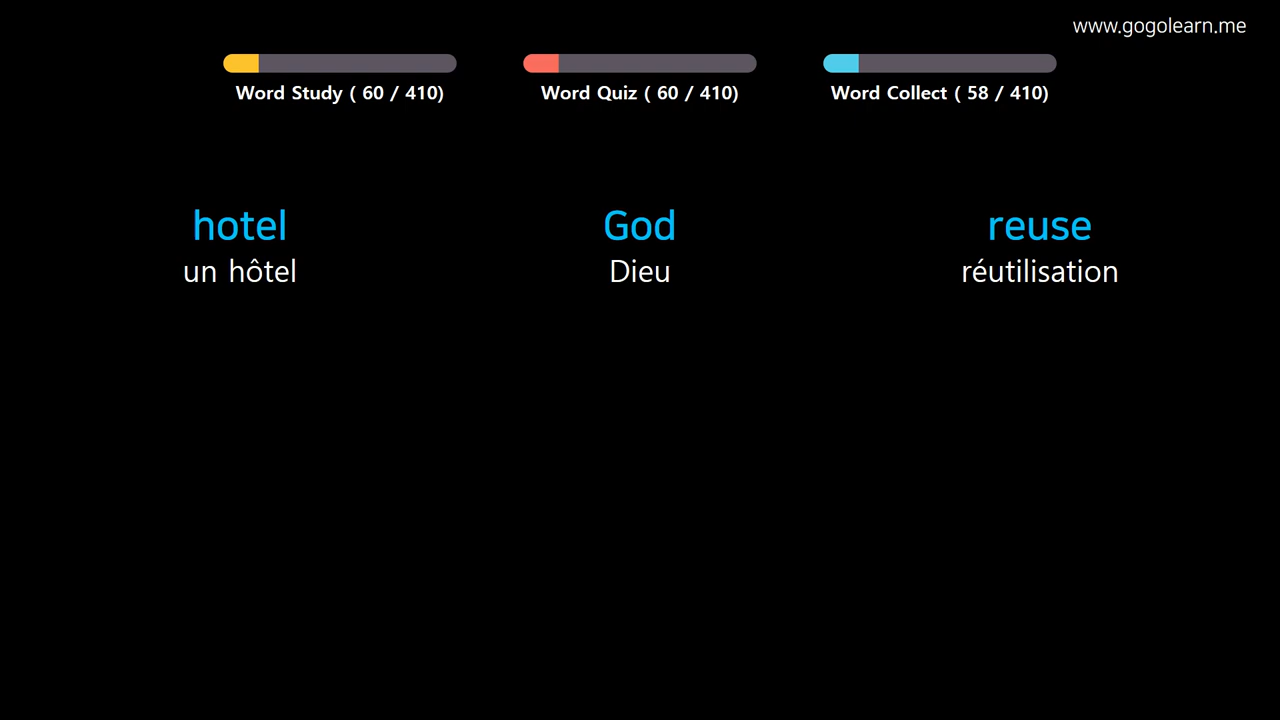 www.gogolearn.me
Word Study ( 60 / 410)
Word Quiz ( 60 / 410)
Word Collect ( 58 / 410)
hotel
un hôtel
God
Dieu
reuse
réutilisation